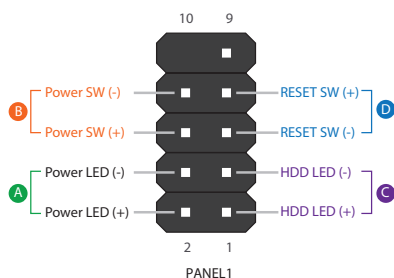 10 9
Power SW (-) RESET SW (+)
B D
Power SW (+) RESET SW (-)
Power LED (-) HDD LED (-)
A C
Power LED (+) HDD LED (+)
2 1
PANEL1